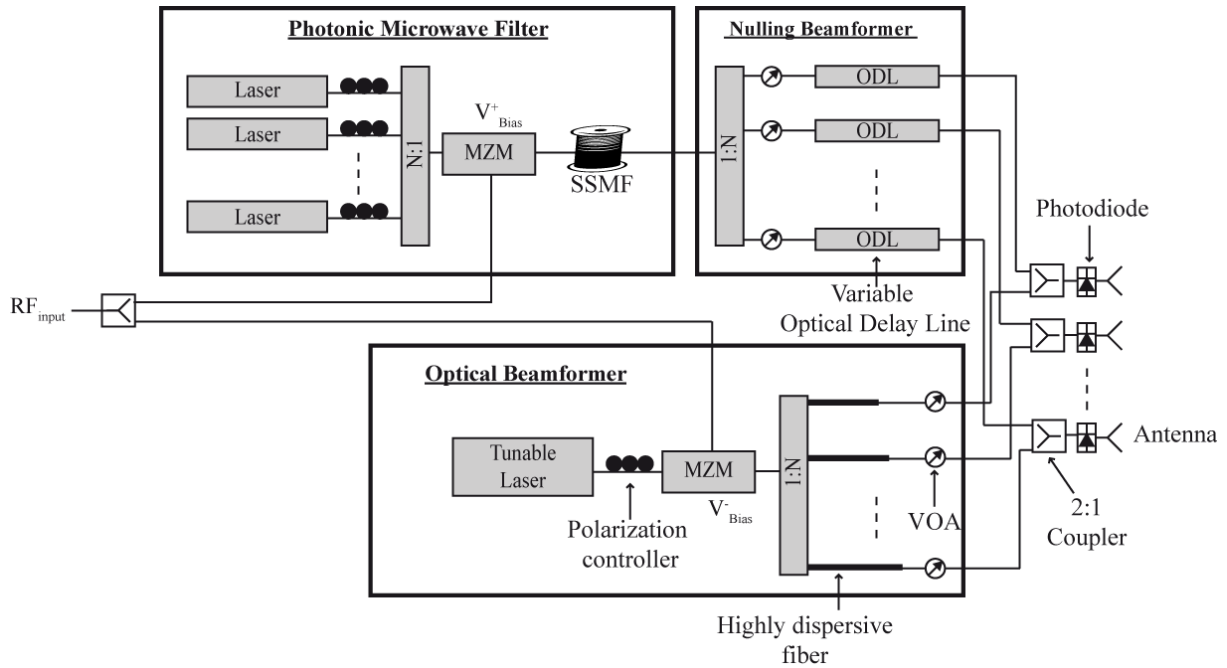 Photonic Microwave Filter
Laser
Laser
Laser
N:1
V+Bias
MZM
SSMF
Nulling Beamformer
1:N
ODL
ODL
ODL
Variable
Optical Delay Line
Photodiode
RFinput
Optical Beamformer
Tunable
Laser
Polarization
controller
MZM
V-Bias
1:N
VOA
Highly dispersive
fiber
Antenna
2:1
Coupler